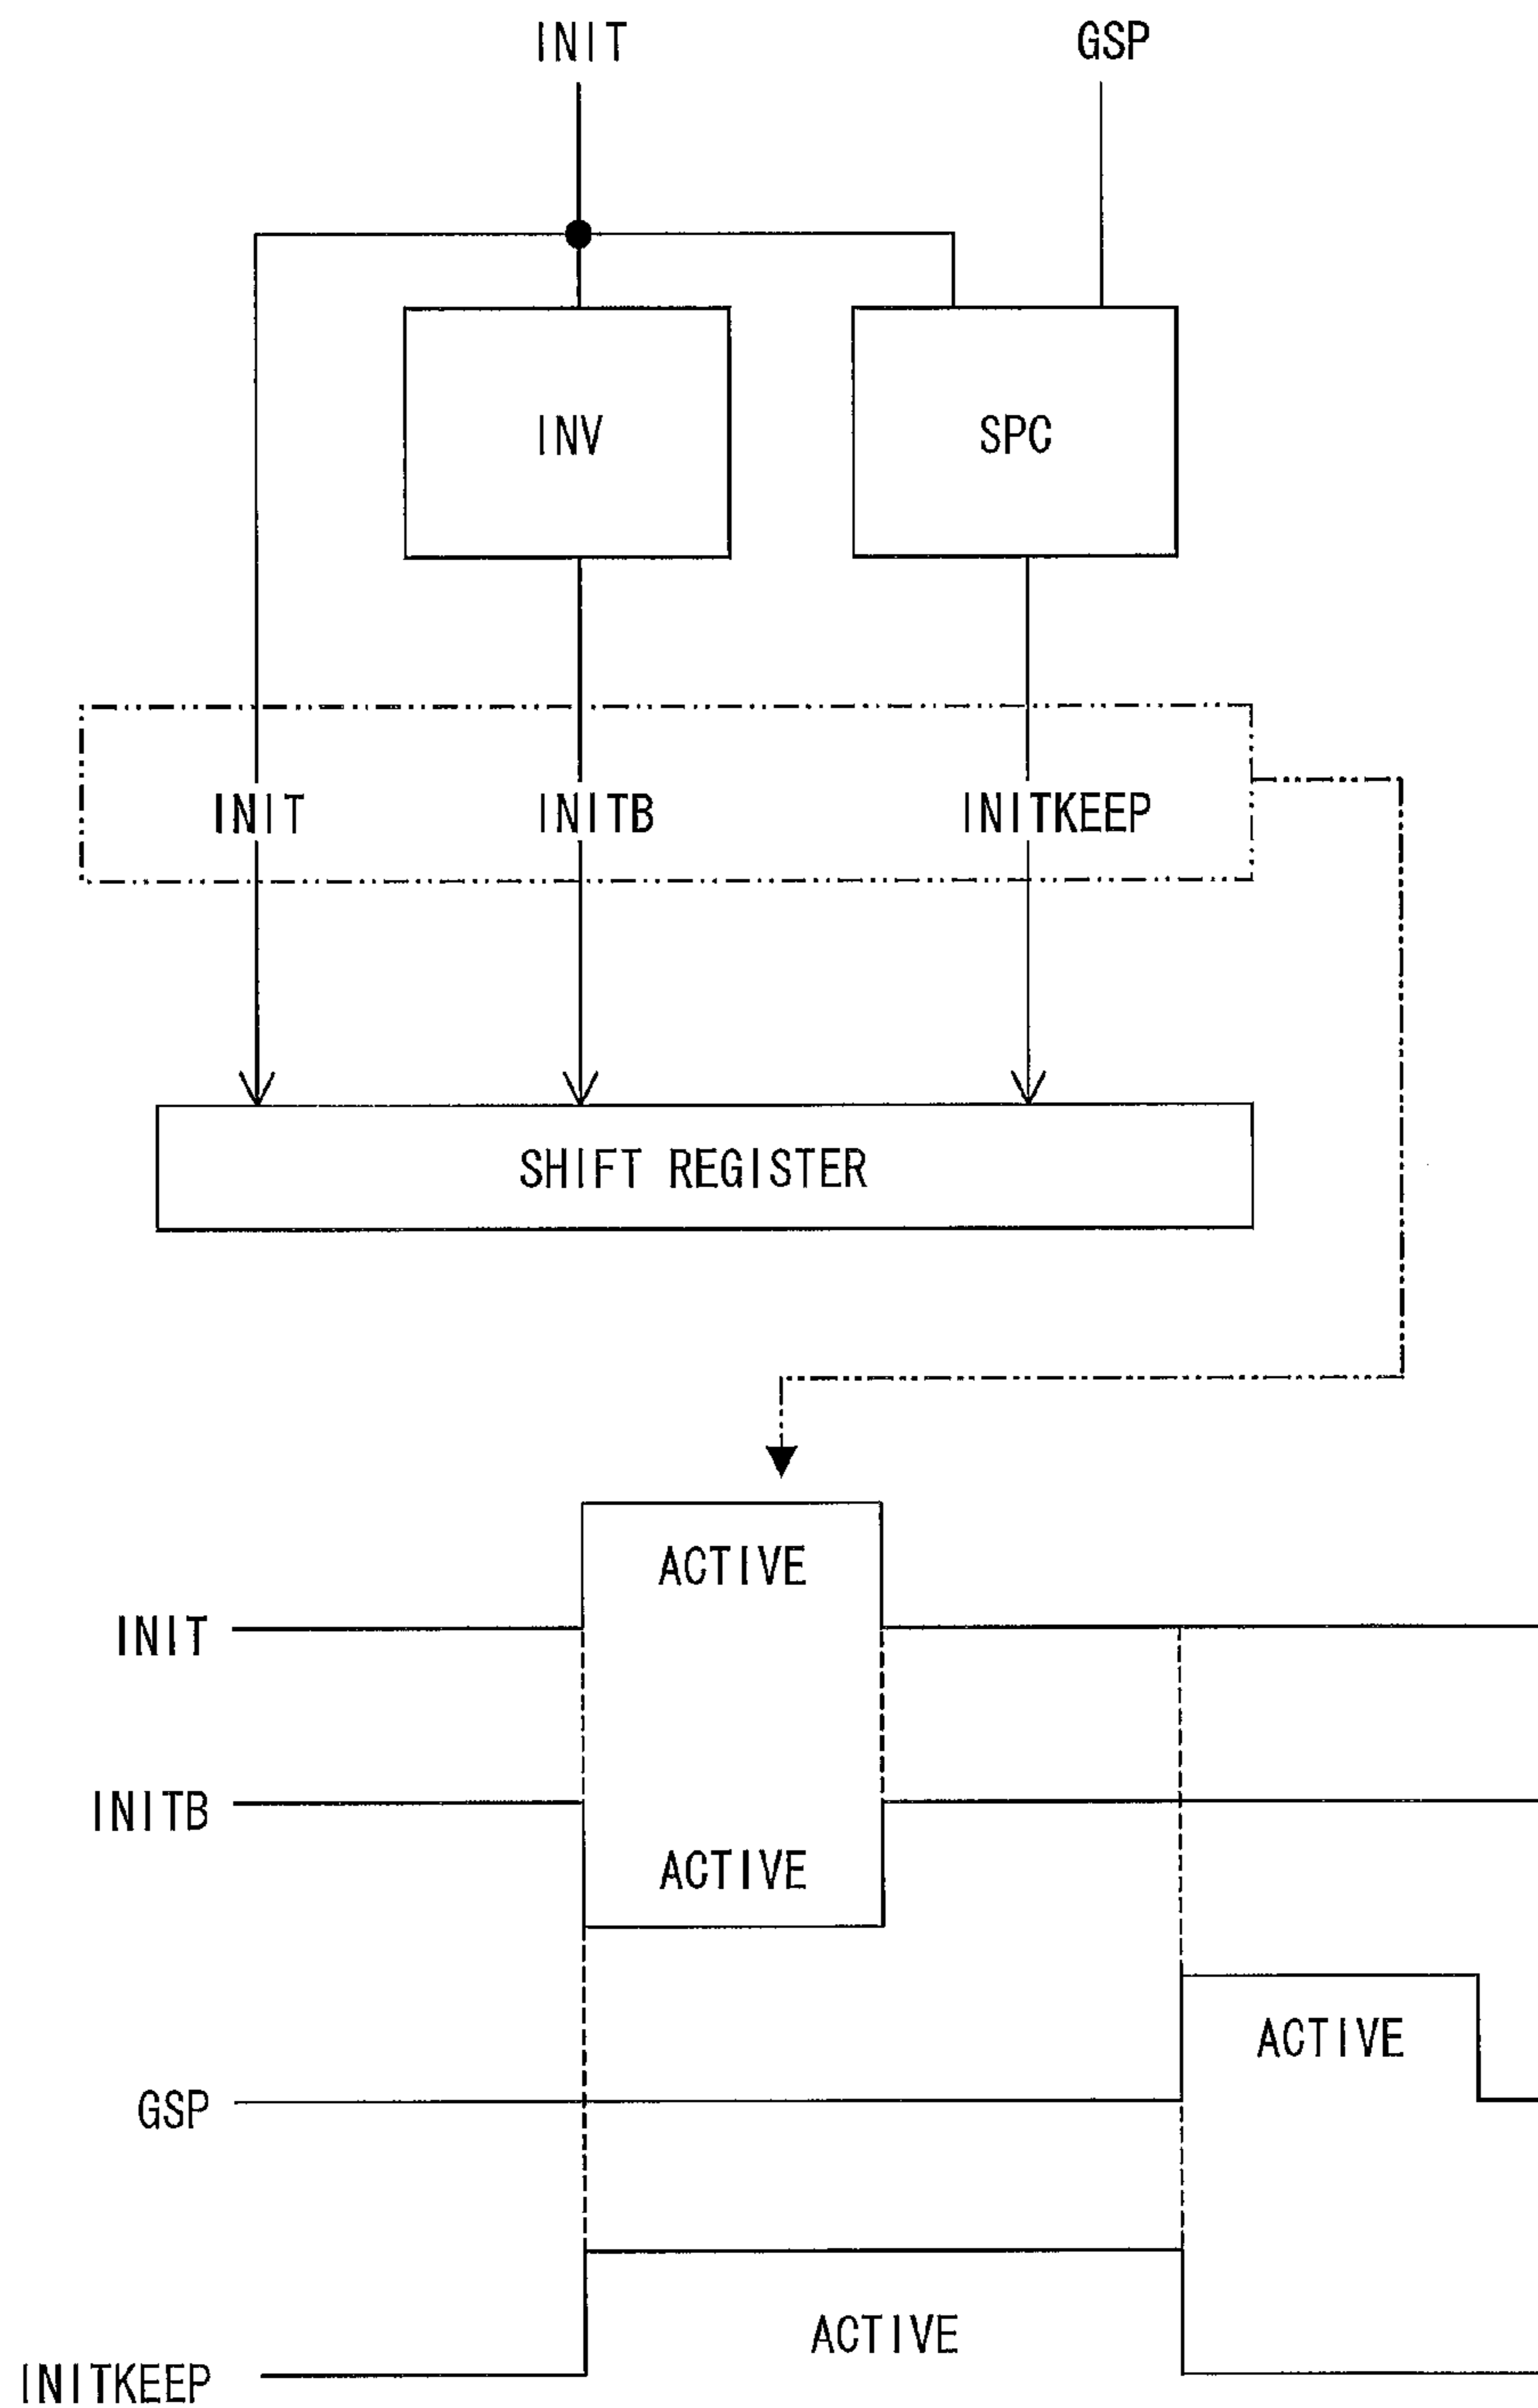 INIT GSP
INV SPC
INIT INITB INITKEEP
SHIFT REGISTER
ACTIVE
INIT
INITB
ACTIVE
ACTIVE
GSP
ACTIVE
INITKEEP